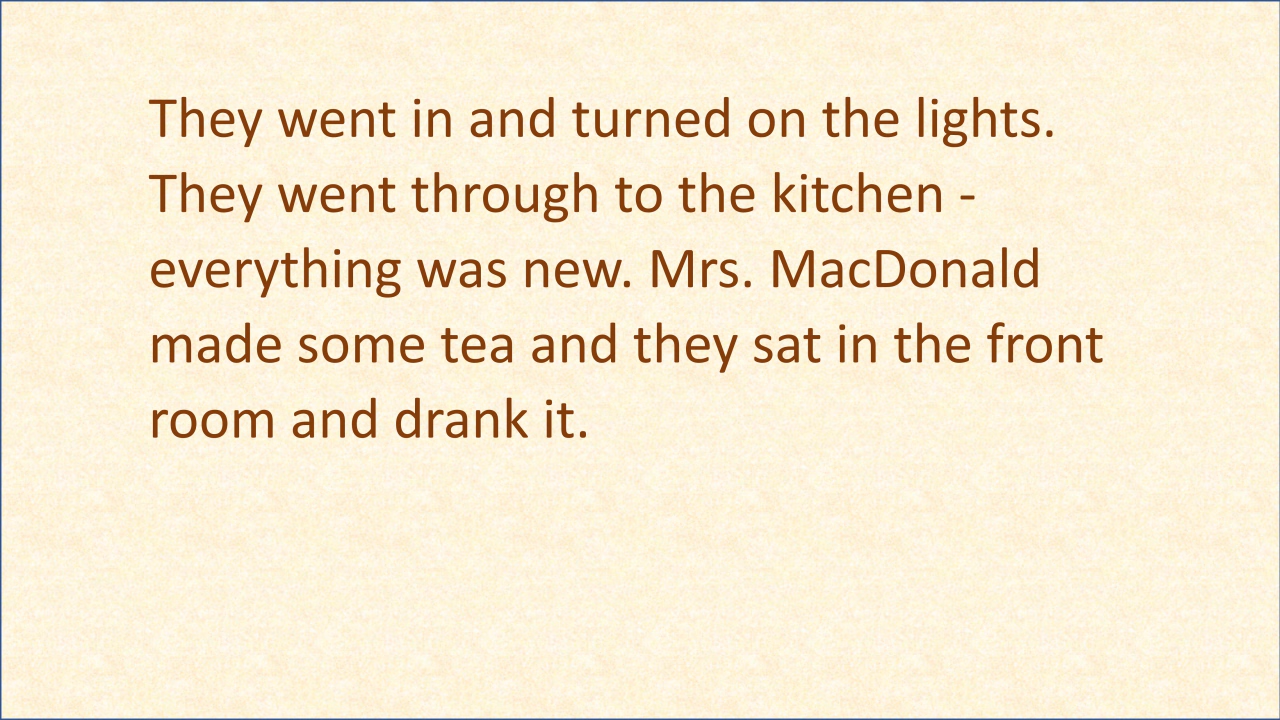 They went in and turned on the lights.
They went through to the kitchen -
everything was new. Mrs. MacDonald
made some tea and they sat in the front
room and drank it.